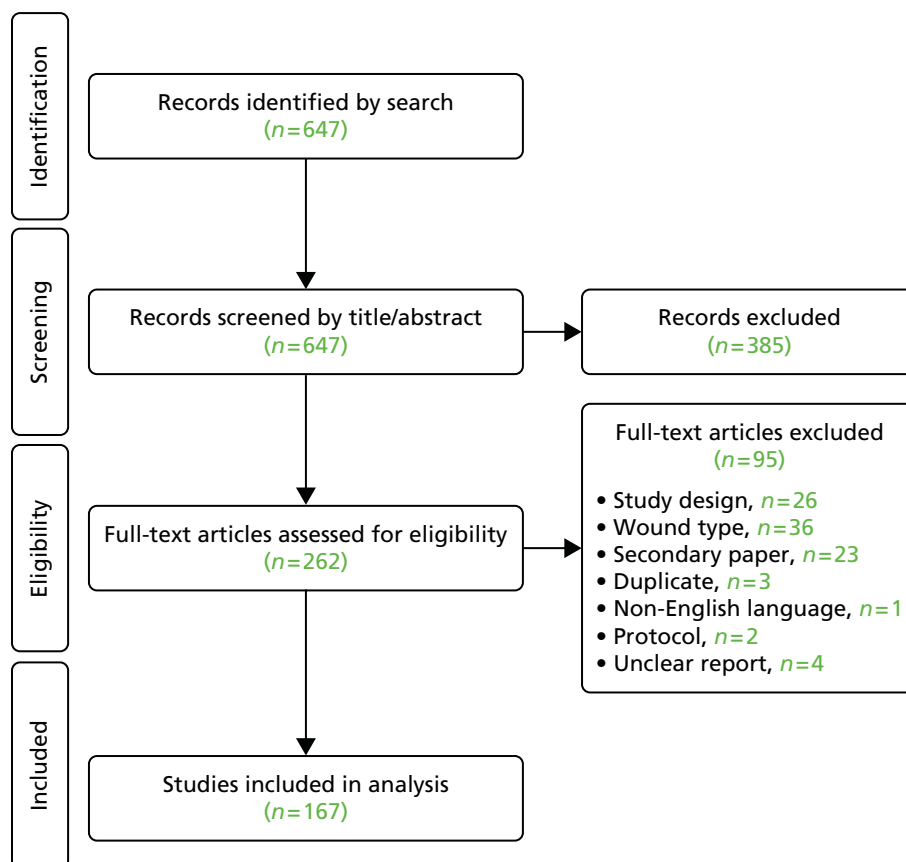 Identification
Records identified by search
(n=647)
Screening
Records screened by title/abstract
(n=647)
Records excluded
(n=385)
Eligibility
Full-text articles assessed for eligibility
(n=262)
Full-text articles excluded
(n=95)
• Study design, n=26
• Wound type, n=36
• Secondary paper, n=23
• Duplicate, n=3
• Non-English language, n=1
• Protocol, n=2
• Unclear report, n=4
Included
Studies included in analysis
(n=167)